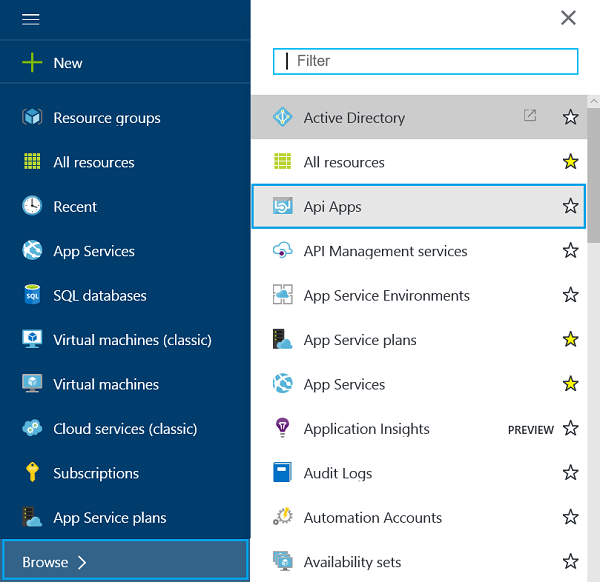 New
Resource groups
All resources
Recent
App Services
SQL
SQL databases
Virtual machines (classic)
Virtual machines
Cloud services (classic)
Subscriptions
App Service plans
Browse
Filter
Active Directory
All resources
Api Apps
API Management services
App Service Environments
App Service plans
App Services
Application Insights PREVIEW
Audit Logs
Automation Accounts
Availability sets